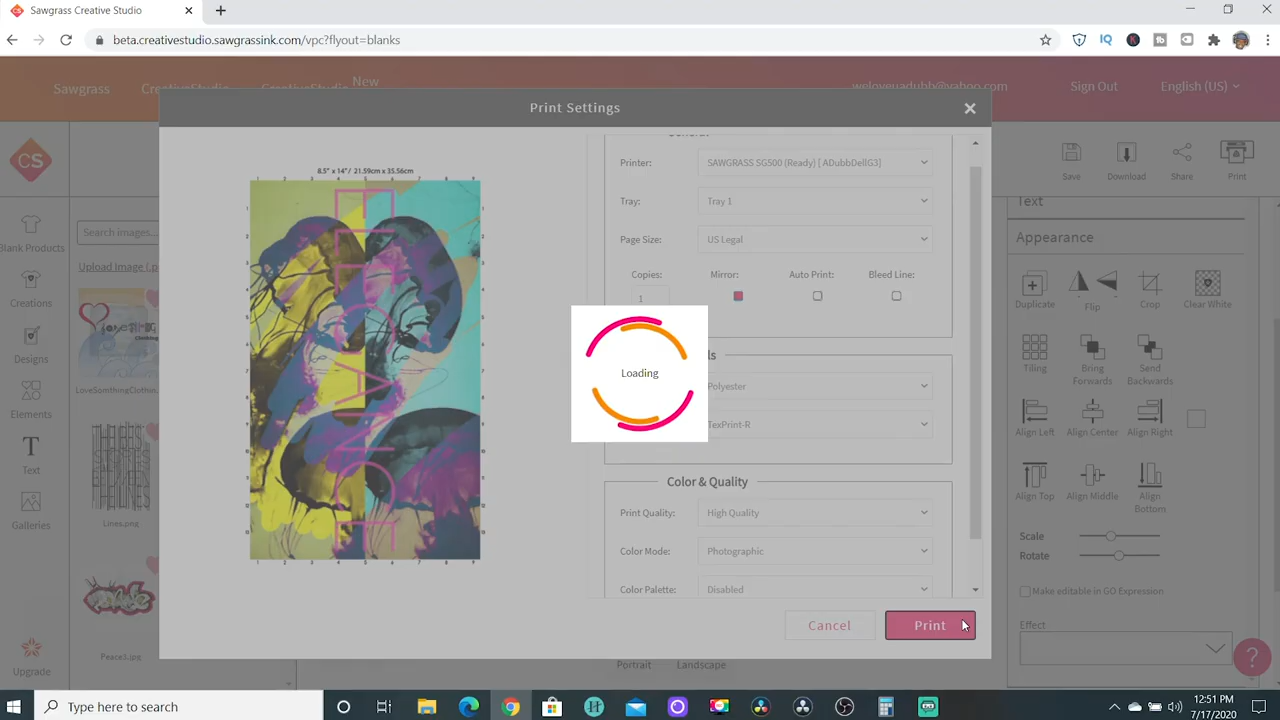 Sawgrass Creative Studio
beta.creativestudio.sawgrassink.com/vpc?flyout=blanks
Sawgrass
New
Sign Out
English (US)
Print Settings
8.5" x 14"/ 21.59cm x 35.56cm
Printer:
SAWGRASS SG500 (Ready) [ ADubbDellG3]
Tray:
Tray 1
Page Size:
US Legal
Copies:
Mirror:
Auto Print:
Bleed Line:
1
Loading
ls
Polyester
TexPrint-R
Color & Quality
Print Quality:
High Quality
Color Mode:
Photographic
Color Palette:
Disabled
Cancel
Print
Portrait
Landscape
CS
Blank Products
Creations
Designs
Elements
Text
Galleries
Upgrade
Search images...
Upload Image (.p
LoveSomthingClothin..
Lines.png
Peace3.jpg
Save
Download
Share
Print
Text
Appearance
Duplicate
Flip
Crop
Clear White
Tiling
Bring Forwards
Send Backwards
Align Left
Align Center
Align Right
Align Top
Align Middle
Align Bottom
Scale
Rotate
Make editable in GO Expression
Effect
?
Type here to search
12:51 PM
7/17/2020